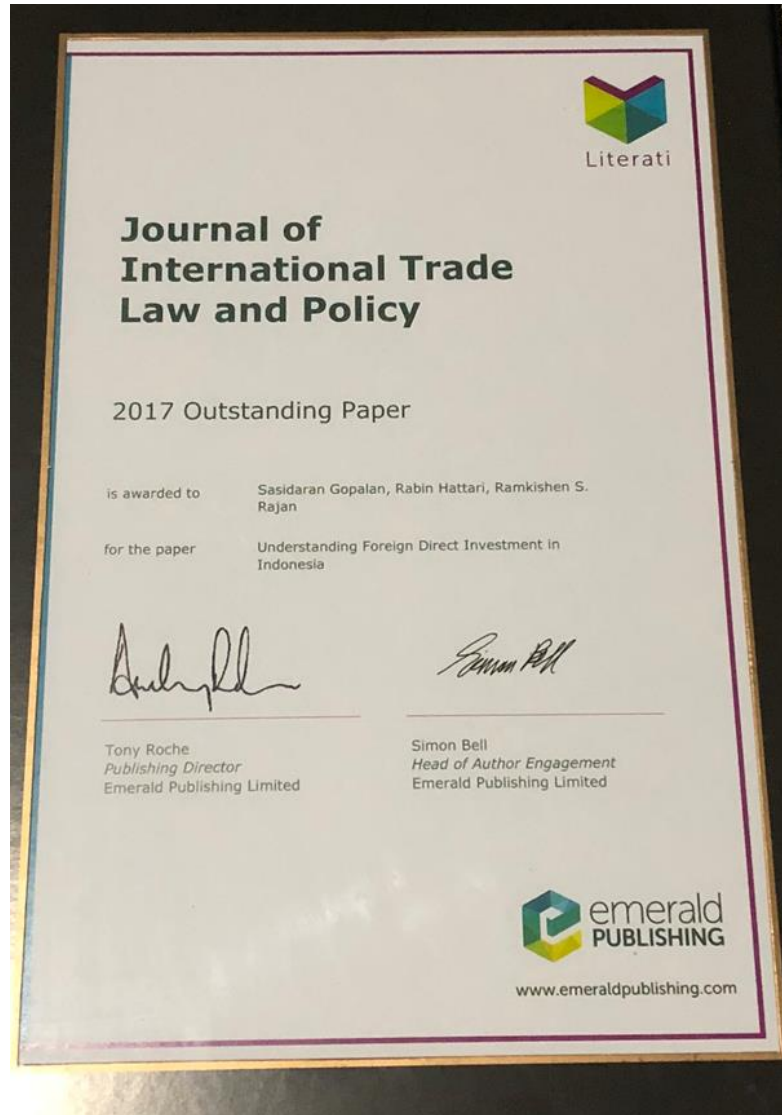 Literati
Journal of
International Trade
Law and Policy
2017 Outstanding Paper
is awarded to
Sasidaran Gopalan, Rabin Hattari, Ramkishen S.
Rajan
for the paper
Understanding Foreign Direct Investment in
Indonesia
Simon Bell
Tony Roche
Publishing Director
Emerald Publishing Limited
Simon Bell
Head of Author Engagement
Emerald Publishing Limited
emerald
PUBLISHING
www.emeraldpublishing.com